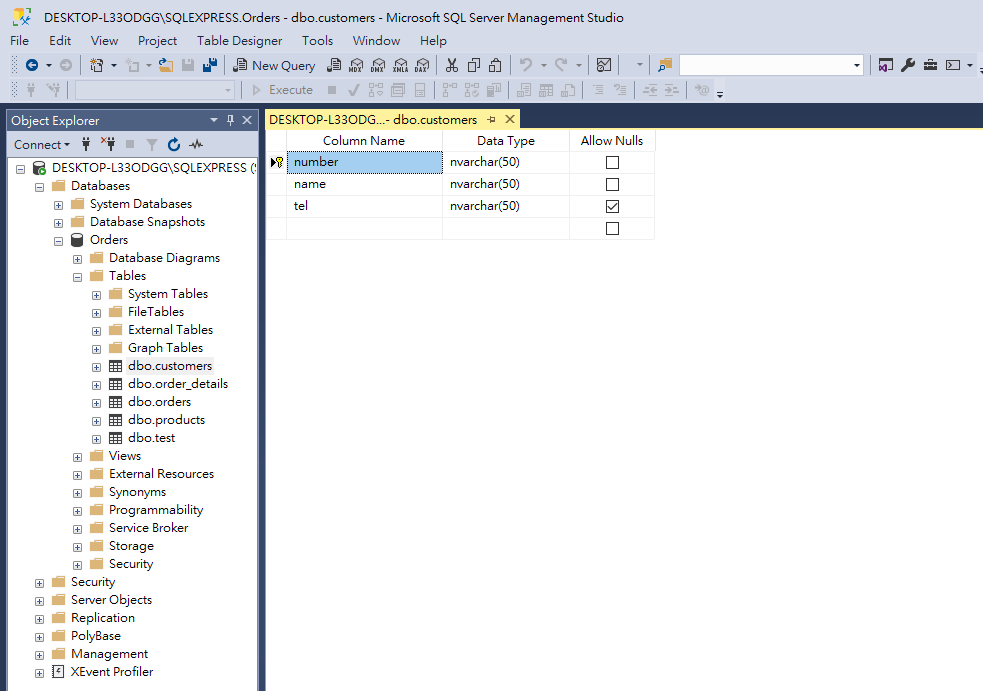 DESKTOP-L33ODGG\SQLEXPRESS.Orders - dbo.customers - Microsoft SQL Server Management Studio
File Edit View Project Table Designer Tools Window Help
New Query MDX DMX XMLA DAX
Execute
Object Explorer
Connect
DESKTOP-L33ODGG\SQLEXPRESS (S
Databases
System Databases
Database Snapshots
Orders
Database Diagrams
Tables
System Tables
FileTables
External Tables
Graph Tables
dbo.customers
dbo.order_details
dbo.orders
dbo.products
dbo.test
Views
External Resources
Synonyms
Programmability
Service Broker
Storage
Security
Security
Server Objects
Replication
PolyBase
Management
XEvent Profiler
DESKTOP-L33ODG...- dbo.customers
Column Name Data Type Allow Nulls
number nvarchar(50)
name nvarchar(50)
tel nvarchar(50)